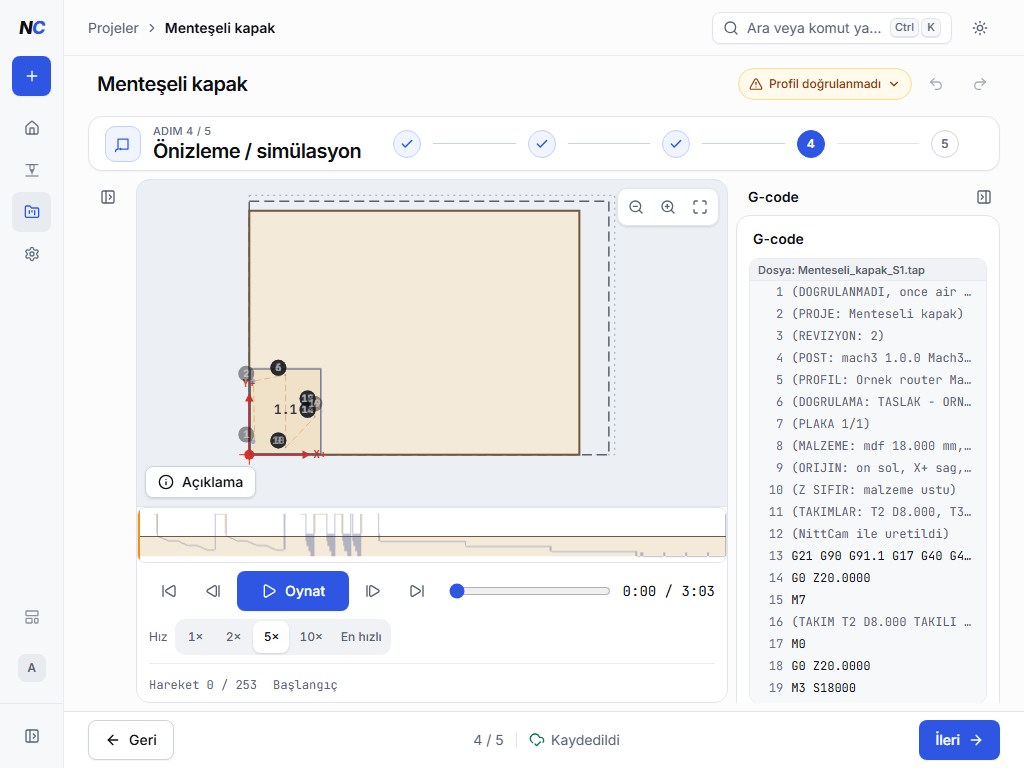 NC
Projeler > Menteşeli kapak
Ara veya komut ya... Ctrl K
Menteşeli kapak
Profil doğrulanmadı
ADIM 4 / 5
Önizleme / simülasyon
4
5
G-code
G-code
Dosya: Menteseli_kapak_S1.tap
1 (DOGRULANMADI, once air …
2 (PROJE: Menteseli kapak)
3 (REVIZYON: 2)
4 (POST: mach3 1.0.0 Mach3…
5 (PROFIL: Ornek router Ma…
6 (DOGRULAMA: TASLAK - ORN…
7 (PLAKA 1/1)
8 (MALZEME: mdf 18.000 mm,…
9 (ORIJIN: on sol, X+ sag,…
10 (Z SIFIR: malzeme ustu)
11 (TAKIMLAR: T2 D8.000, T3…
12 (NittCam ile uretildi)
13 G21 G90 G91.1 G17 G40 G4…
14 G0 Z20.0000
15 M7
16 (TAKIM T2 D8.000 TAKILI …
17 M0
18 G0 Z20.0000
19 M3 S18000
2
6
Y+
1.1
1
18
X+
Açıklama
Oynat
0:00 / 3:03
Hız 1× 2× 5× 10× En hızlı
Hareket 0 / 253 Başlangıç
A
Geri
4 / 5
Kaydedildi
İleri